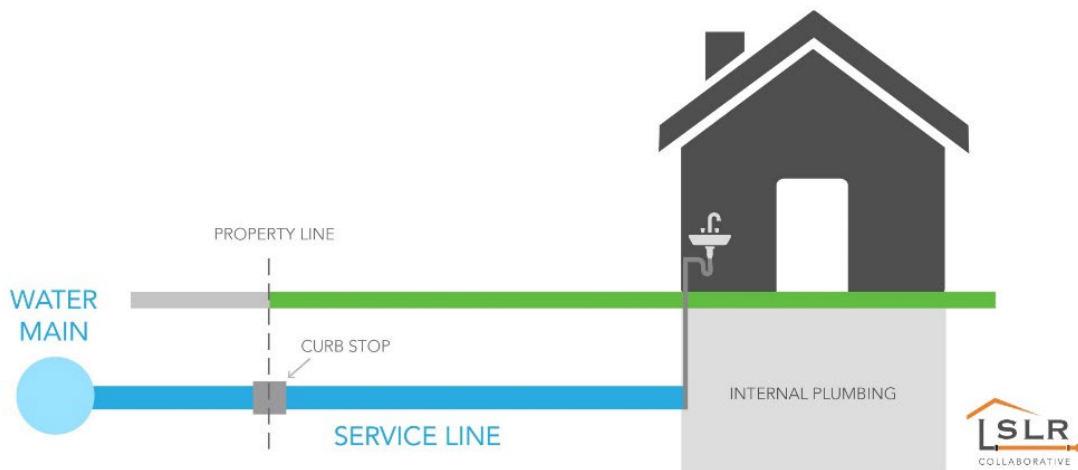 PROPERTY LINE
WATER
MAIN
CURB STOP
SERVICE LINE
INTERNAL PLUMBING
LSLR
COLLABORATIVE